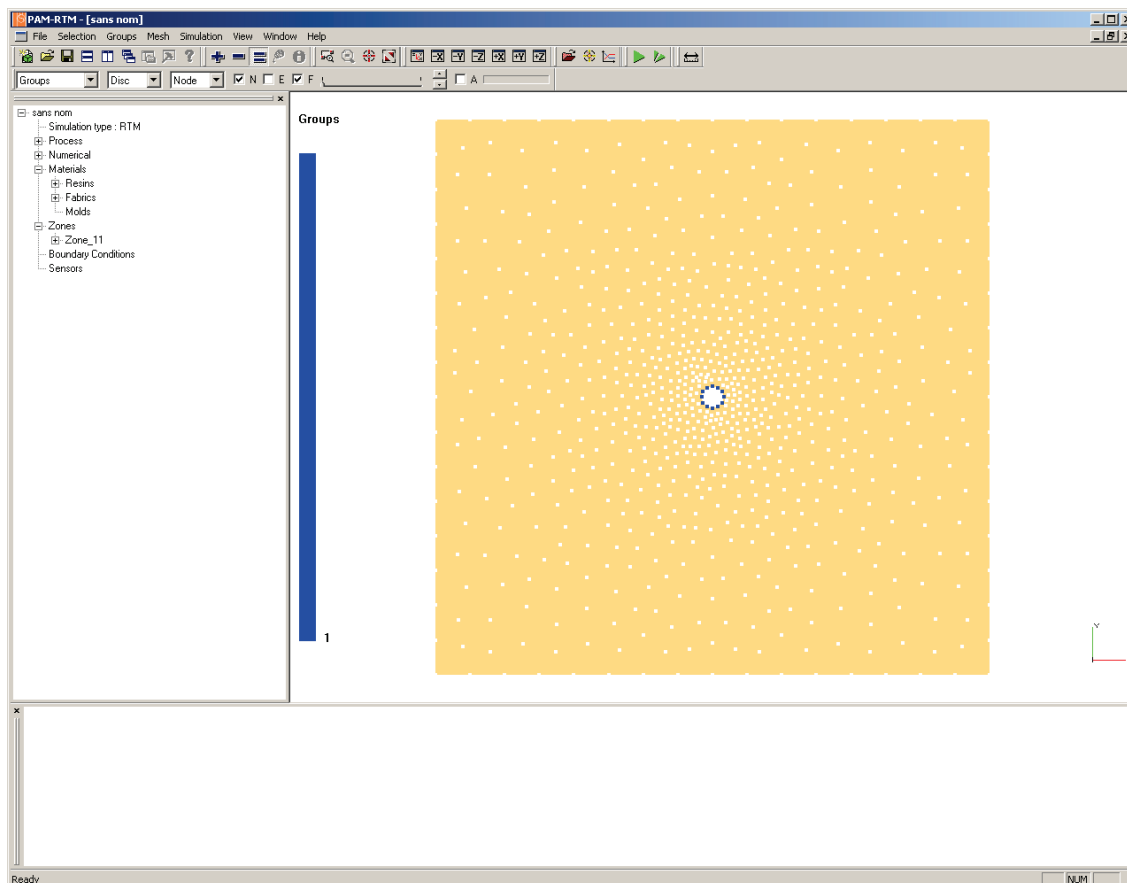 PAM-RTM - [sans nom]
File Selection Groups Mesh Simulation View Window Help
-X -Y -Z +X +Y +Z
Groups Disc Node N E F A
sans nom
Simulation type : RTM
Process
Numerical
Materials
Resins
Fabrics
Molds
Zones
Zone_11
Boundary Conditions
Sensors
Groups
1
Y
Ready NUM